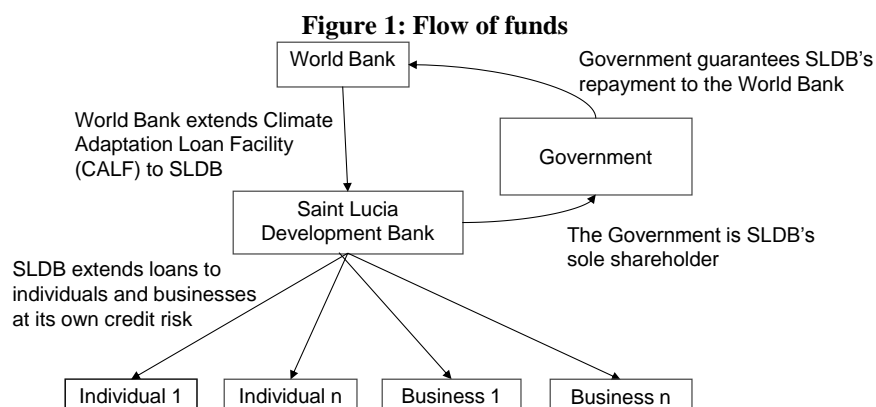 Figure 1: Flow of funds
World Bank
Government guarantees SLDB's
repayment to the World Bank
World Bank extends Climate
Adaptation Loan Facility
(CALF) to SLDB
Government
Saint Lucia
Development Bank
The Government is SLDB's
sole shareholder
SLDB extends loans to
individuals and businesses
at its own credit risk
Individual 1
Individual n
Business 1
Business n